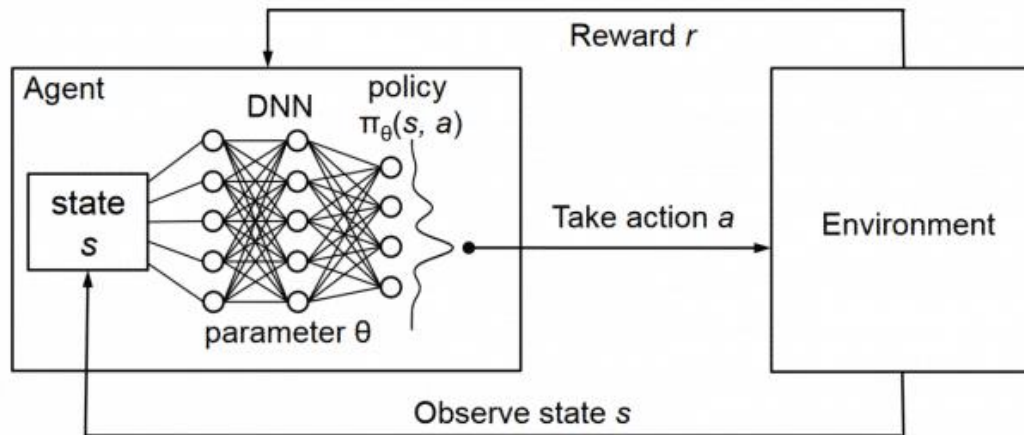 Reward r
Agent
policy
DNN
πθ(s, a)
state
s
Take action a
Environment
parameter θ
Observe state s